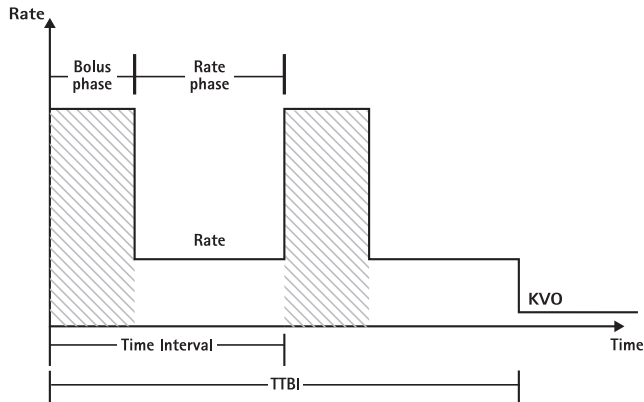 Rate
Bolus
phase
Rate
phase
Rate
KVO
Time
Time Interval
TTBI